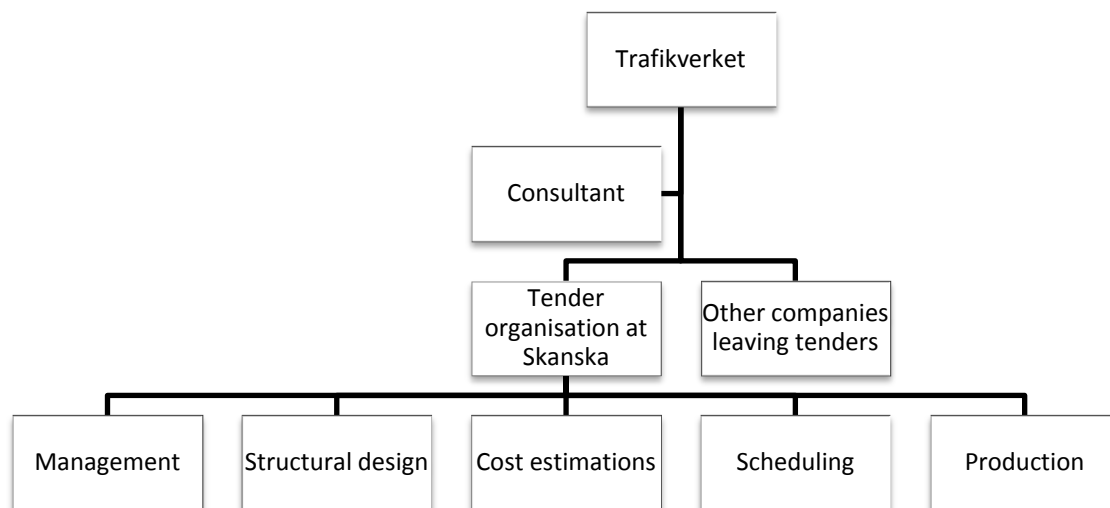 Trafikverket
Consultant
Tender
organisation at
Skanska
Other companies
leaving tenders
Management
Structural design
Cost estimations
Scheduling
Production